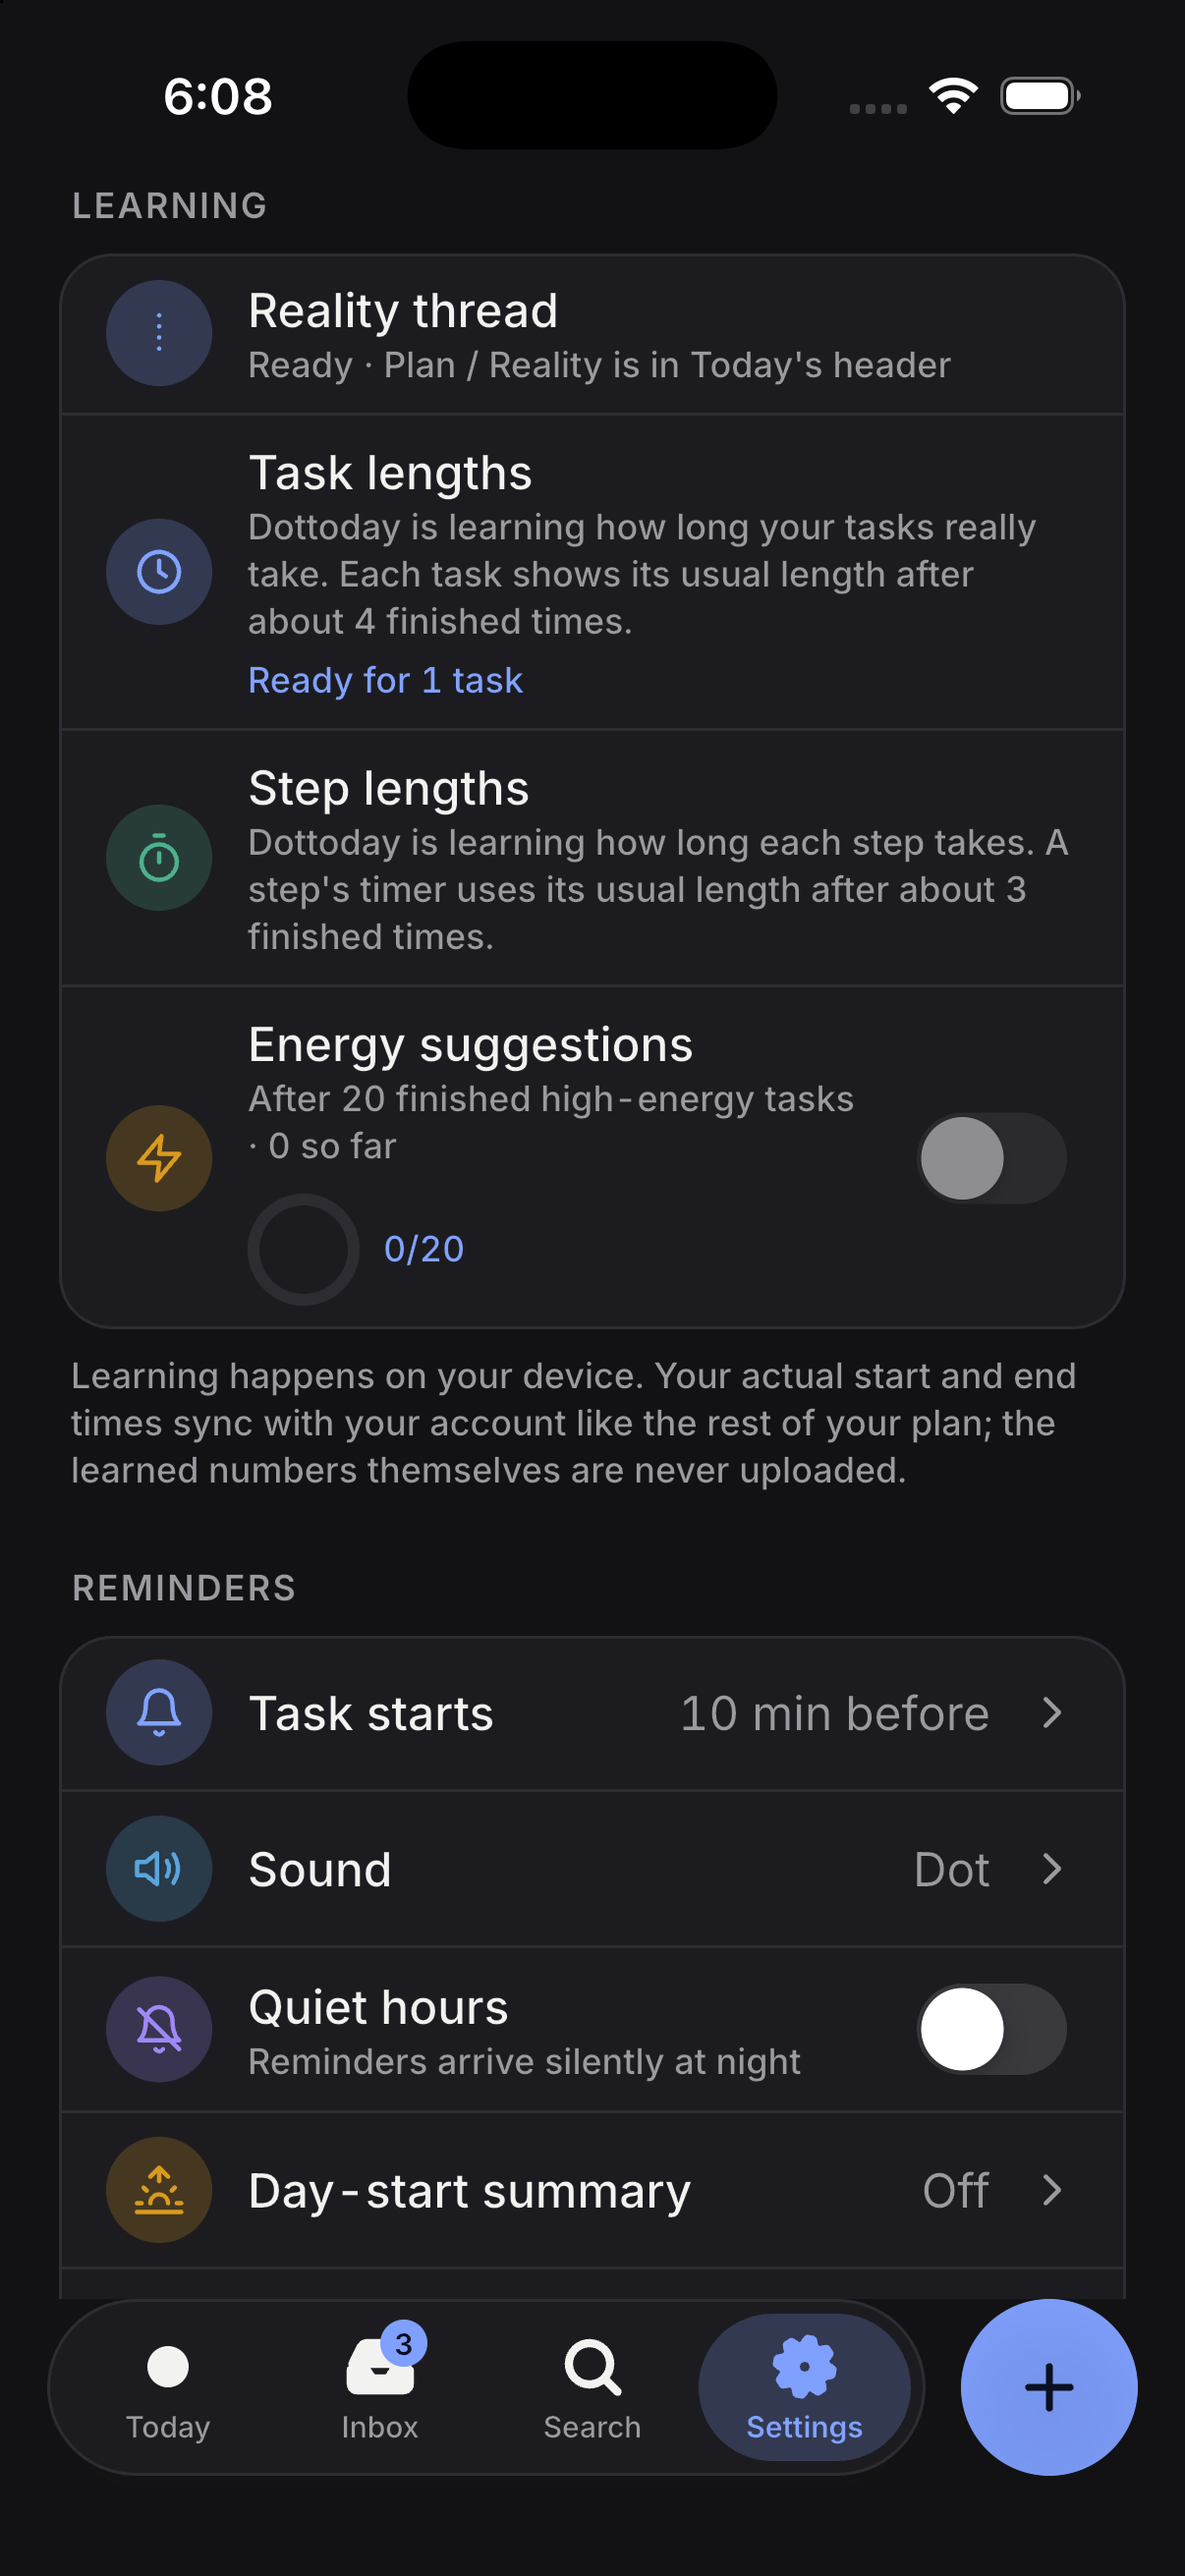 6:08
LEARNING
Reality thread
Ready · Plan / Reality is in Today's header
Task lengths
Dottoday is learning how long your tasks really
take. Each task shows its usual length after
about 4 finished times.
Ready for 1 task
Step lengths
Dottoday is learning how long each step takes. A
step's timer uses its usual length after about 3
finished times.
Energy suggestions
After 20 finished high-energy tasks
· 0 so far
0/20
Learning happens on your device. Your actual start and end
times sync with your account like the rest of your plan; the
learned numbers themselves are never uploaded.
REMINDERS
Task starts 10 min before
Sound Dot
Quiet hours
Reminders arrive silently at night
Day-start summary Off
3
Today Inbox Search Settings